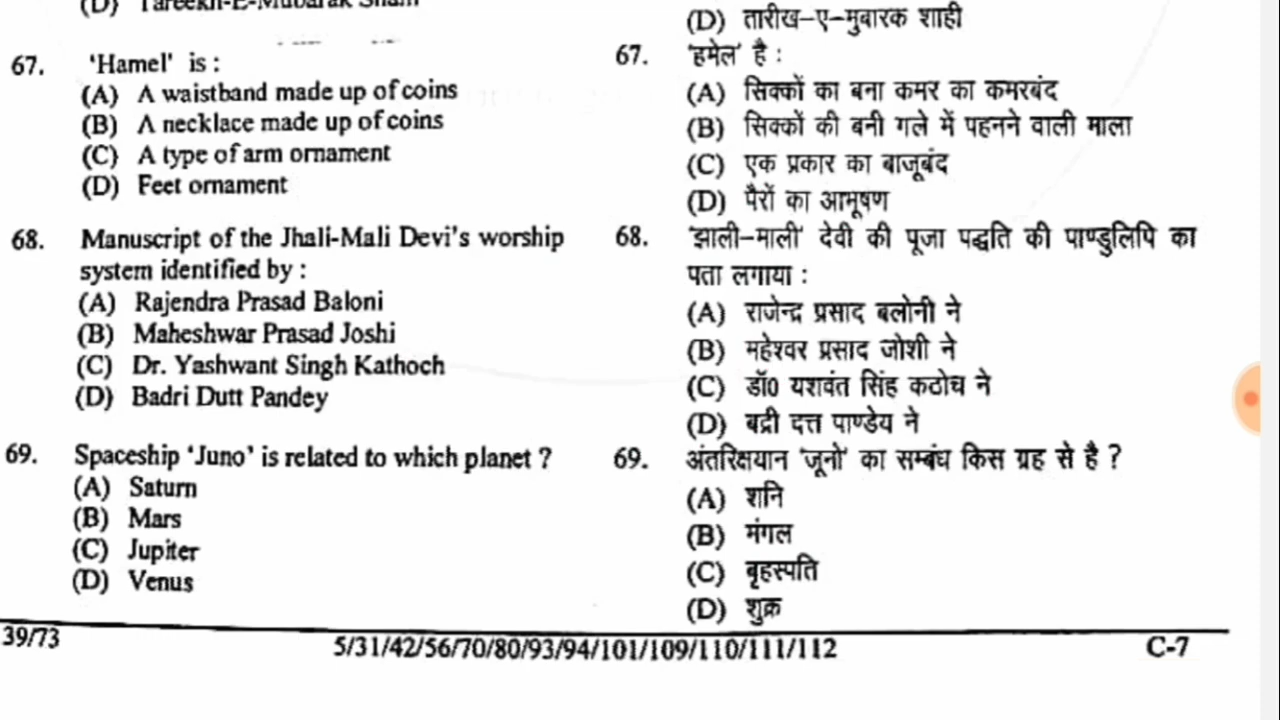 (D) Tareekh-E-Mubarak Shahi
67. 'Hamel' is :
(A) A waistband made up of coins
(B) A necklace made up of coins
(C) A type of arm ornament
(D) Feet ornament
68. Manuscript of the Jhali-Mali Devi's worship
system identified by :
(A) Rajendra Prasad Baloni
(B) Maheshwar Prasad Joshi
(C) Dr. Yashwant Singh Kathoch
(D) Badri Dutt Pandey
69. Spaceship 'Juno' is related to which planet ?
(A) Saturn
(B) Mars
(C) Jupiter
(D) Venus
(D) तारीख-ए-मुबारक शाही
67. 'हमेल' है :
(A) सिक्कों का बना कमर का कमरबंद
(B) सिक्कों की बनी गले में पहनने वाली माला
(C) एक प्रकार का बाजूबंद
(D) पैरों का आभूषण
68. 'झाली-माली' देवी की पूजा पद्धति की पाण्डुलिपि का
पता लगाया :
(A) राजेन्द्र प्रसाद बलोनी ने
(B) महेश्वर प्रसाद जोशी ने
(C) डॉ0 यशवंत सिंह कठोच ने
(D) बद्री दत्त पाण्डेय ने
69. अंतरिक्षयान 'जूनो' का सम्बंध किस ग्रह से है ?
(A) शनि
(B) मंगल
(C) बृहस्पति
(D) शुक्र
39/73 5/31/42/56/70/80/93/94/101/109/110/111/112 C-7